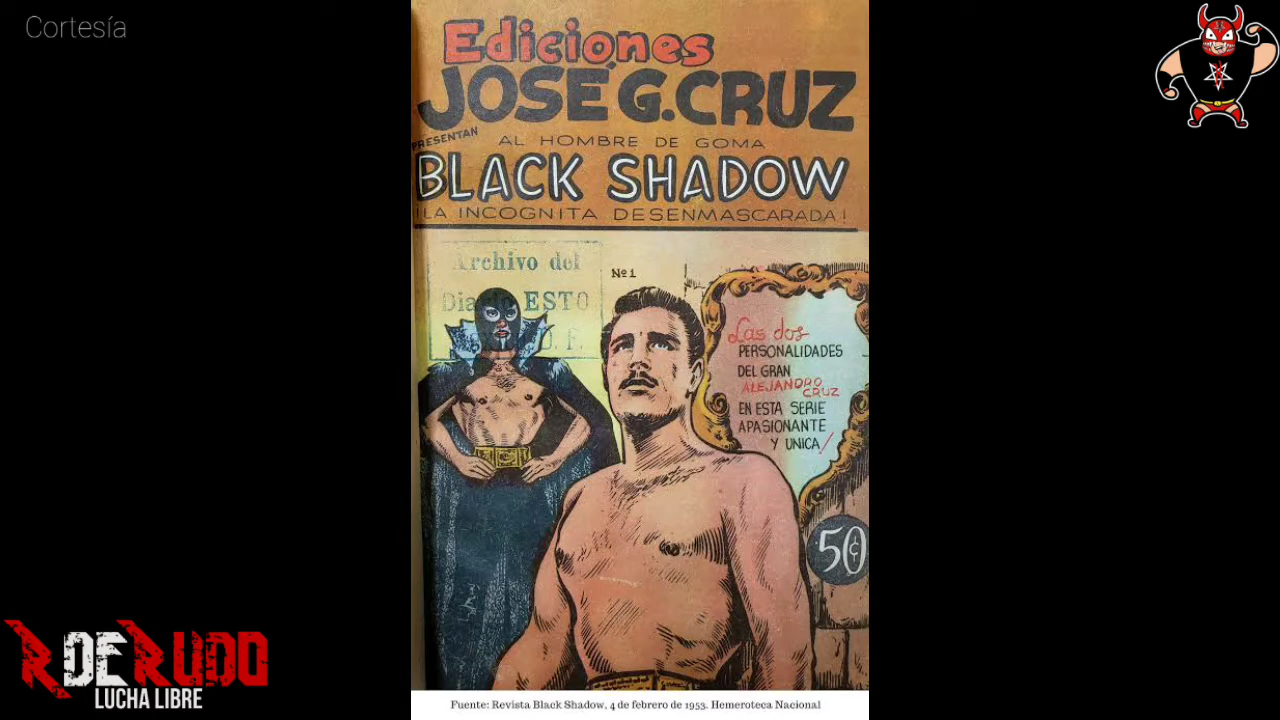 Cortesía
Ediciones
JOSÉ G. CRUZ
PRESENTAN
AL HOMBRE DE GOMA
BLACK SHADOW
¡LA INCOGNITA DESENMASCARADA!
Archivo del
Diario ESTO
D. F.
Nº 1
Las dos
PERSONALIDADES
DEL GRAN
ALEJANDRO
CRUZ
EN ESTA SERIE
APASIONANTE
Y UNICA!
50¢
R DE RUDO
LUCHA LIBRE
Fuente: Revista Black Shadow, 4 de febrero de 1953. Hemeroteca Nacional